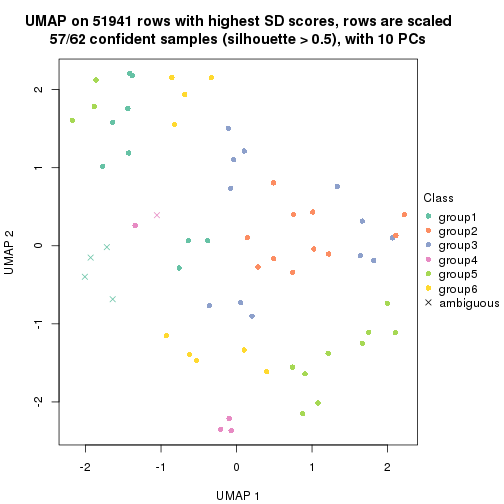 UMAP on 51941 rows with highest SD scores, rows are scaled
57/62 confident samples (silhouette > 0.5), with 10 PCs
2
1
0
-1
-2
UMAP 2
-2
-1
0
1
2
UMAP 1
Class
group1
group2
group3
group4
group5
group6
ambiguous